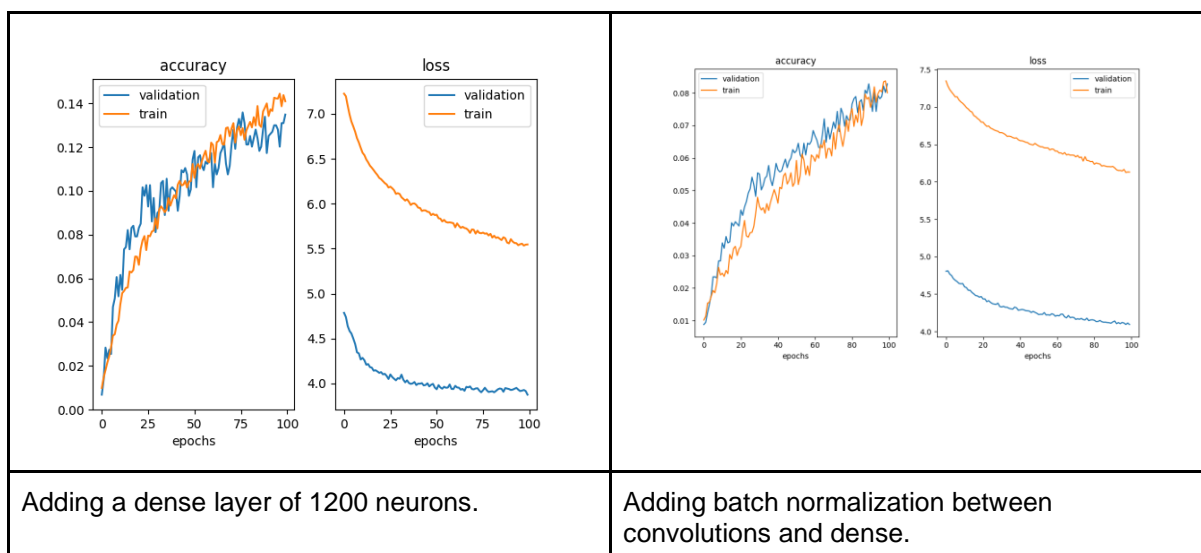 accuracy
validation
train
0.14
0.12
0.10
0.08
0.06
0.04
0.02
0.00
0 25 50 75 100
epochs
loss
validation
train
7.0
6.5
6.0
5.5
5.0
4.5
4.0
0 25 50 75 100
epochs
accuracy
validation
train
0.08
0.07
0.06
0.05
0.04
0.03
0.02
0.01
0 20 40 60 80 100
epochs
loss
validation
train
7.5
7.0
6.5
6.0
5.5
5.0
4.5
4.0
0 20 40 60 80 100
epochs
Adding a dense layer of 1200 neurons.
Adding batch normalization between
convolutions and dense.